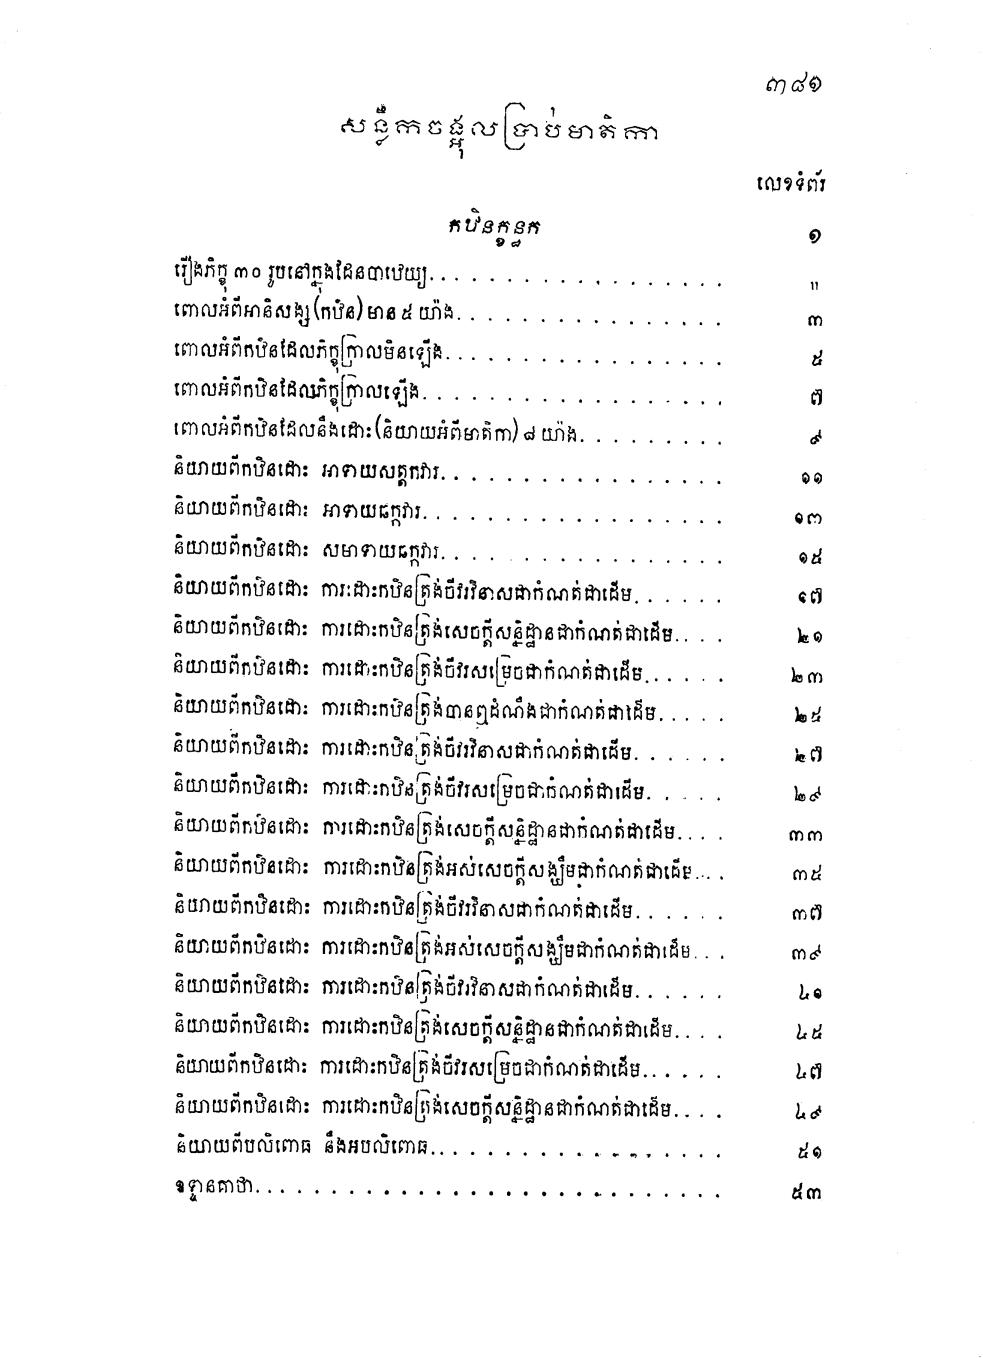 ៣៨១
សន្លឹកចង្អុលប្រាប់មាតិកា
លេខទំព័រ
កឋិនក្ខន្ធក ១
រឿងភិក្ខុ ៣០ រូបនៅក្នុងដែនបាឋេយ្យ. . . . . . . . . . . . . . . . . "
ពោលអំពីអានិសង្ស (កឋិន) មាន ៥ យ៉ាង. . . . . . . . . . . . . . . ៣
ពោលអំពីកឋិនដែលភិក្ខុក្រាលមិនឡើង. . . . . . . . . . . . . . . . ៥
ពោលអំពីកឋិនដែលភិក្ខុក្រាលឡើង. . . . . . . . . . . . . . . . . ៧
ពោលអំពីកឋិនដែលនឹងដោះ (និយាយអំពីមាតិកា) ៨ យ៉ាង. . . . . . . . . ៩
និយាយពីកឋិនដោះ អាទាយសត្តកវារ. . . . . . . . . . . . . . . . ១១
និយាយពីកឋិនដោះ អាទាយឆក្កវារ. . . . . . . . . . . . . . . . . ១៣
និយាយពីកឋិនដោះ សមាទាយឆក្កវារ. . . . . . . . . . . . . . . . ១៥
និយាយពីកឋិនដោះ ការដោះកឋិនត្រង់ចីវរវិនាសជាកំណត់ជាដើម. . . . . . ១៧
និយាយពីកឋិនដោះ ការដោះកឋិនត្រង់សេចក្តីសន្និដ្ឋានជាកំណត់ជាដើម. . . . ២១
និយាយពីកឋិនដោះ ការដោះកឋិនត្រង់ចីវរសម្រេចជាកំណត់ជាដើម. . . . . . ២៣
និយាយពីកឋិនដោះ ការដោះកឋិនត្រង់បានឮដំណឹងជាកំណត់ជាដើម. . . . . ២៥
និយាយពីកឋិនដោះ ការដោះកឋិនត្រង់ចីវរវិនាសជាកំណត់ជាដើម. . . . . . ២៧
និយាយពីកឋិនដោះ ការដោះកឋិនត្រង់ចីវរសម្រេចជាកំណត់ជាដើម. . . . . ២៩
និយាយពីកឋិនដោះ ការដោះកឋិនត្រង់សេចក្តីសន្និដ្ឋានជាកំណត់ជាដើម. . . . ៣៣
និយាយពីកឋិនដោះ ការដោះកឋិនត្រង់អស់សេចក្តីសង្ឃឹមជាកំណត់ជាដើម. . . . ៣៥
និយាយពីកឋិនដោះ ការដោះកឋិនត្រង់ចីវរវិនាសជាកំណត់ជាដើម. . . . . . ៣៧
និយាយពីកឋិនដោះ ការដោះកឋិនត្រង់អស់សេចក្តីសង្ឃឹមជាកំណត់ជាដើម. . . ៣៩
និយាយពីកឋិនដោះ ការដោះកឋិនត្រង់ចីវរវិនាសជាកំណត់ជាដើម. . . . . . ៤១
និយាយពីកឋិនដោះ ការដោះកឋិនត្រង់សេចក្តីសន្និដ្ឋានជាកំណត់ជាដើម. . . . ៤៥
និយាយពីកឋិនដោះ ការដោះកឋិនត្រង់ចីវរសម្រេចជាកំណត់ជាដើម. . . . . . ៤៧
និយាយពីកឋិនដោះ ការដោះកឋិនត្រង់សេចក្តីសន្និដ្ឋានជាកំណត់ជាដើម. . . . ៤៩
និយាយពីបលិពោធ នឹងអបលិពោធ. . . . . . . . . . . . . . . . . ៥១
ឧទ្ទានគាថា. . . . . . . . . . . . . . . . . . . . . . . . . . ៥៣